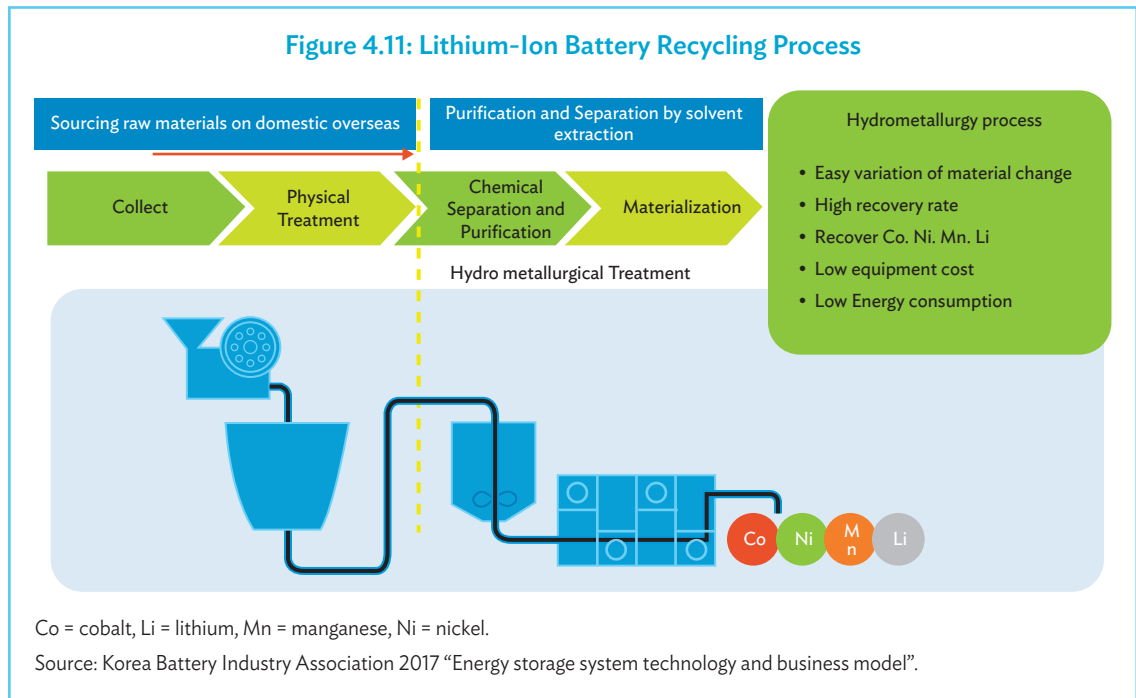 Figure 4.11: Lithium-Ion Battery Recycling Process
Sourcing raw materials on domestic overseas
Purification and Separation by solvent
extraction
Collect
Physical
Treatment
Chemical
Separation and
Purification
Materialization
Hydro metallurgical Treatment
Hydrometallurgy process
• Easy variation of material change
• High recovery rate
• Recover Co. Ni. Mn. Li
• Low equipment cost
• Low Energy consumption
Co
Ni
M
n
Li
Co = cobalt, Li = lithium, Mn = manganese, Ni = nickel.
Source: Korea Battery Industry Association 2017 “Energy storage system technology and business model”.